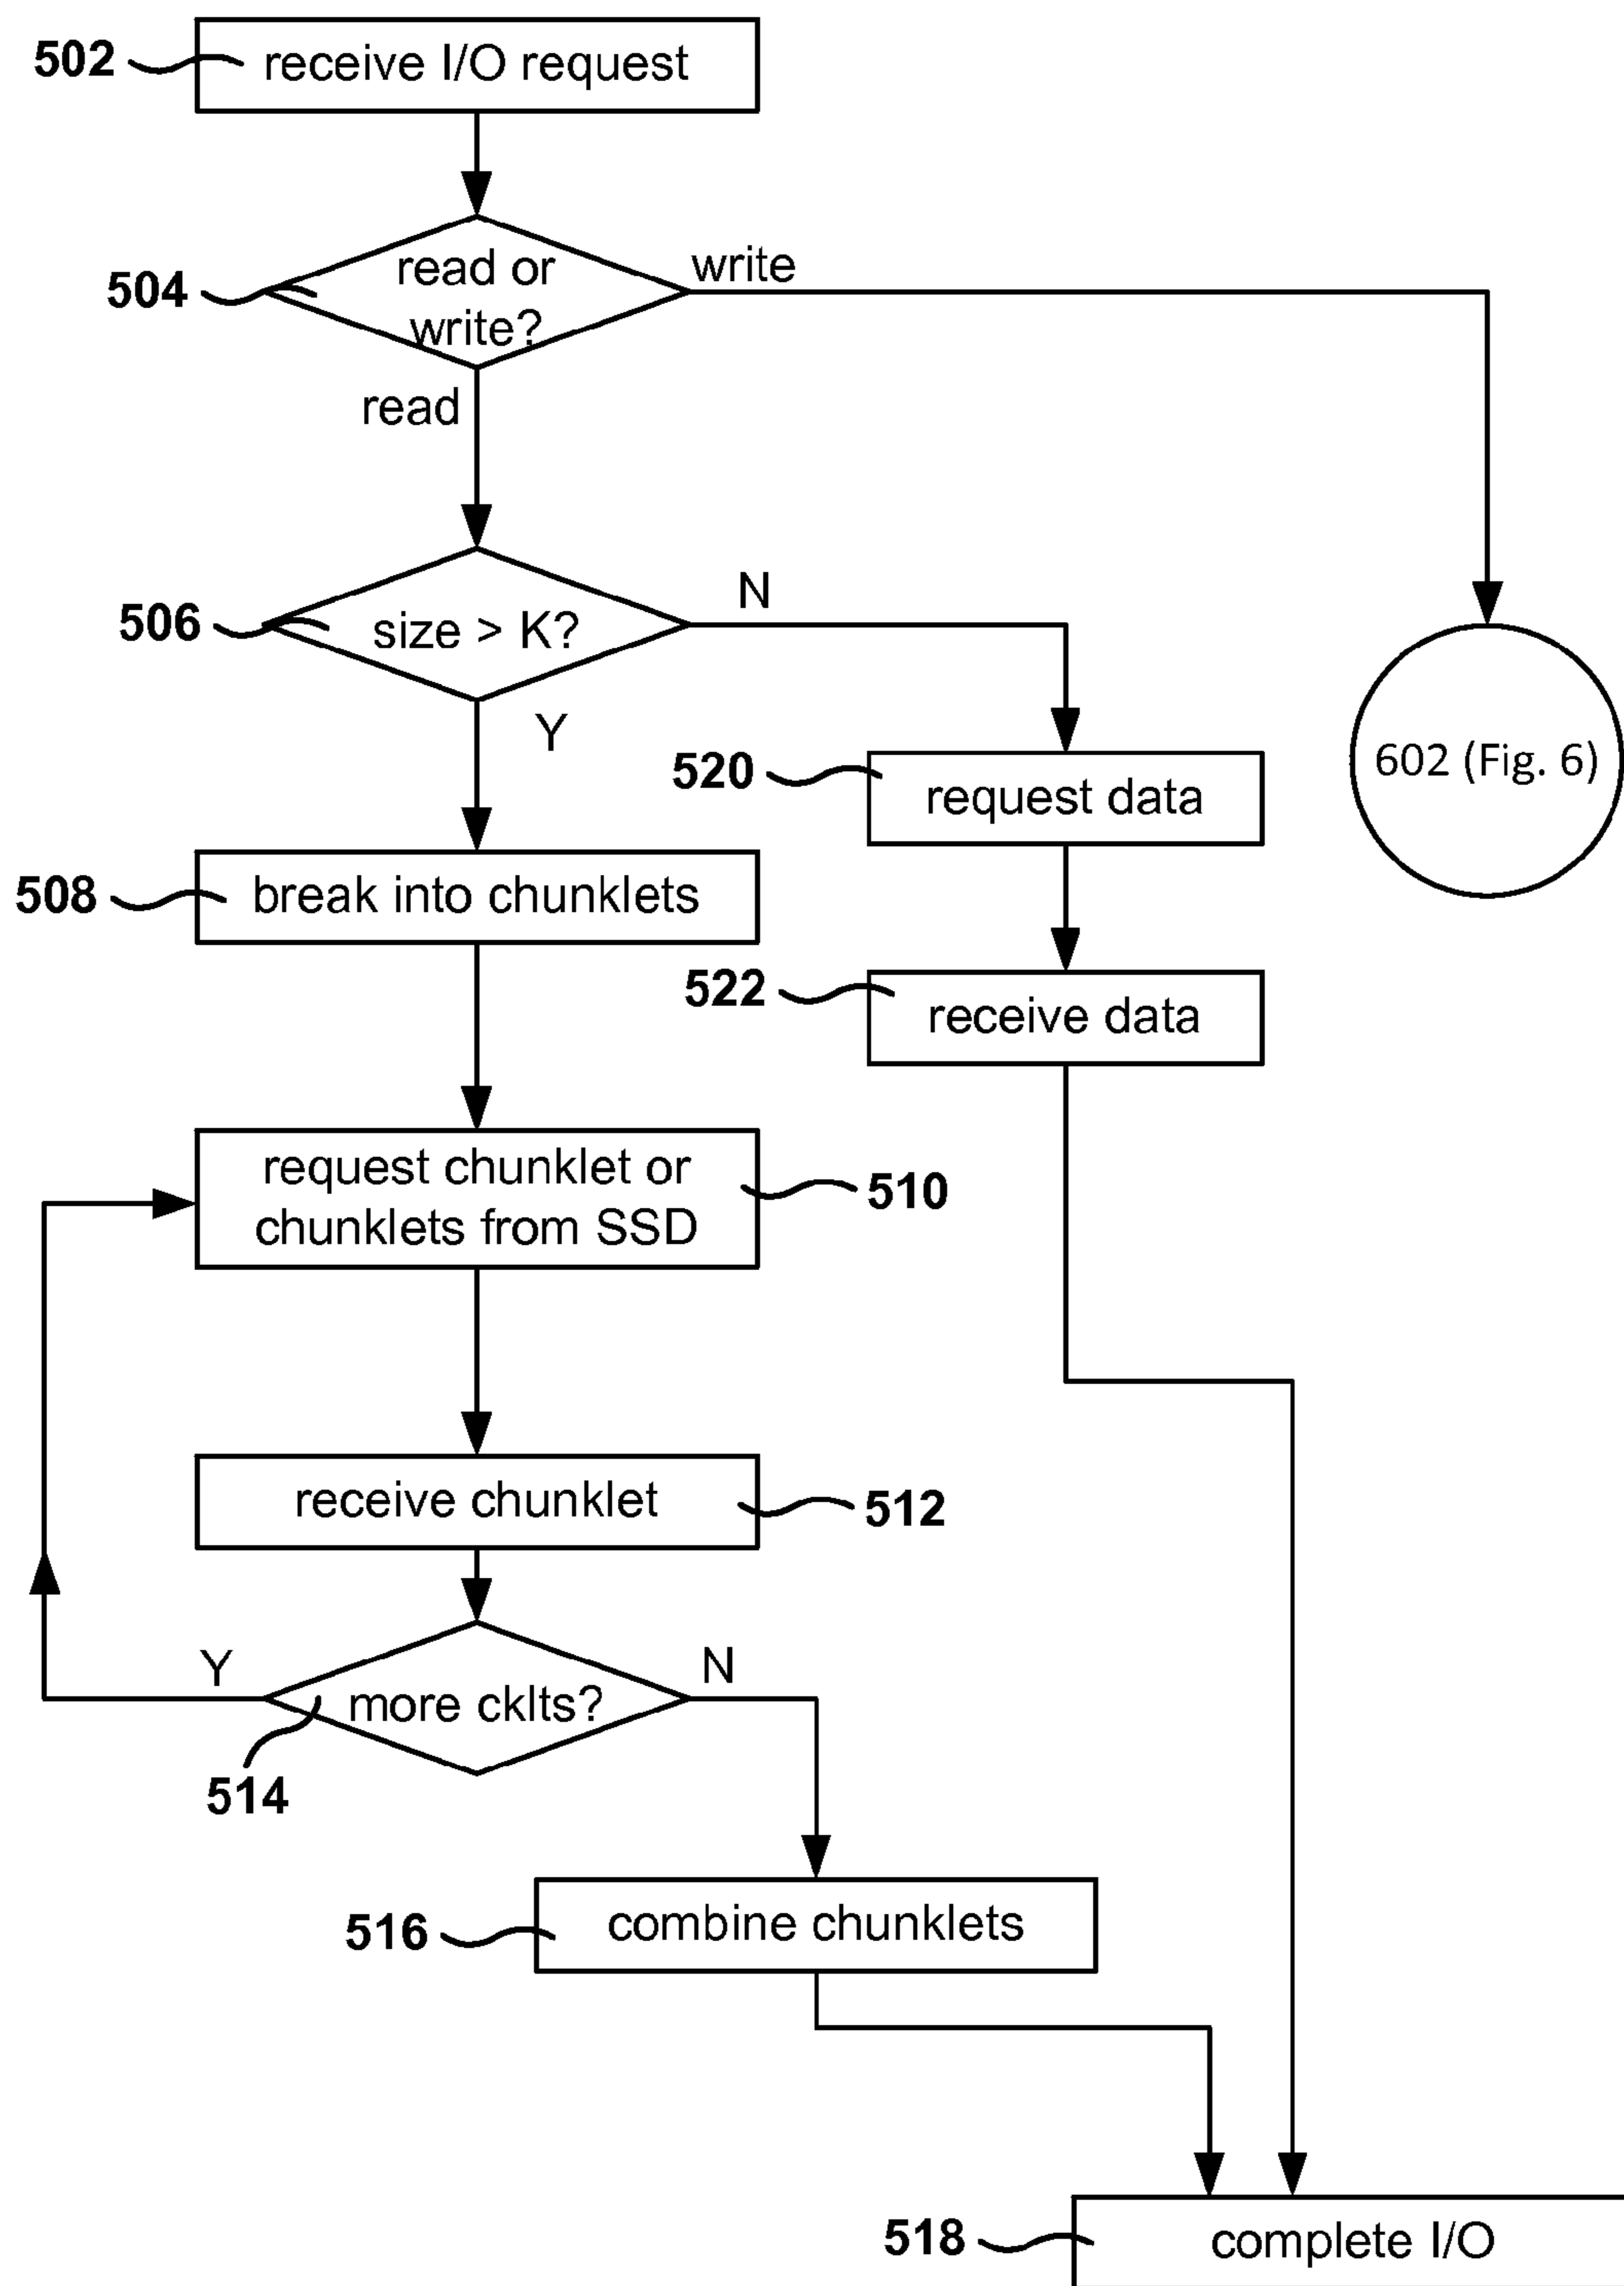 502
receive I/O request
504
read or
write?
write
read
506
size > K?
N
Y
602 (Fig. 6)
520
request data
508
break into chunklets
522
receive data
request chunklet or
chunklets from SSD
510
receive chunklet
512
Y
more cklts?
N
514
516
combine chunklets
518
complete I/O